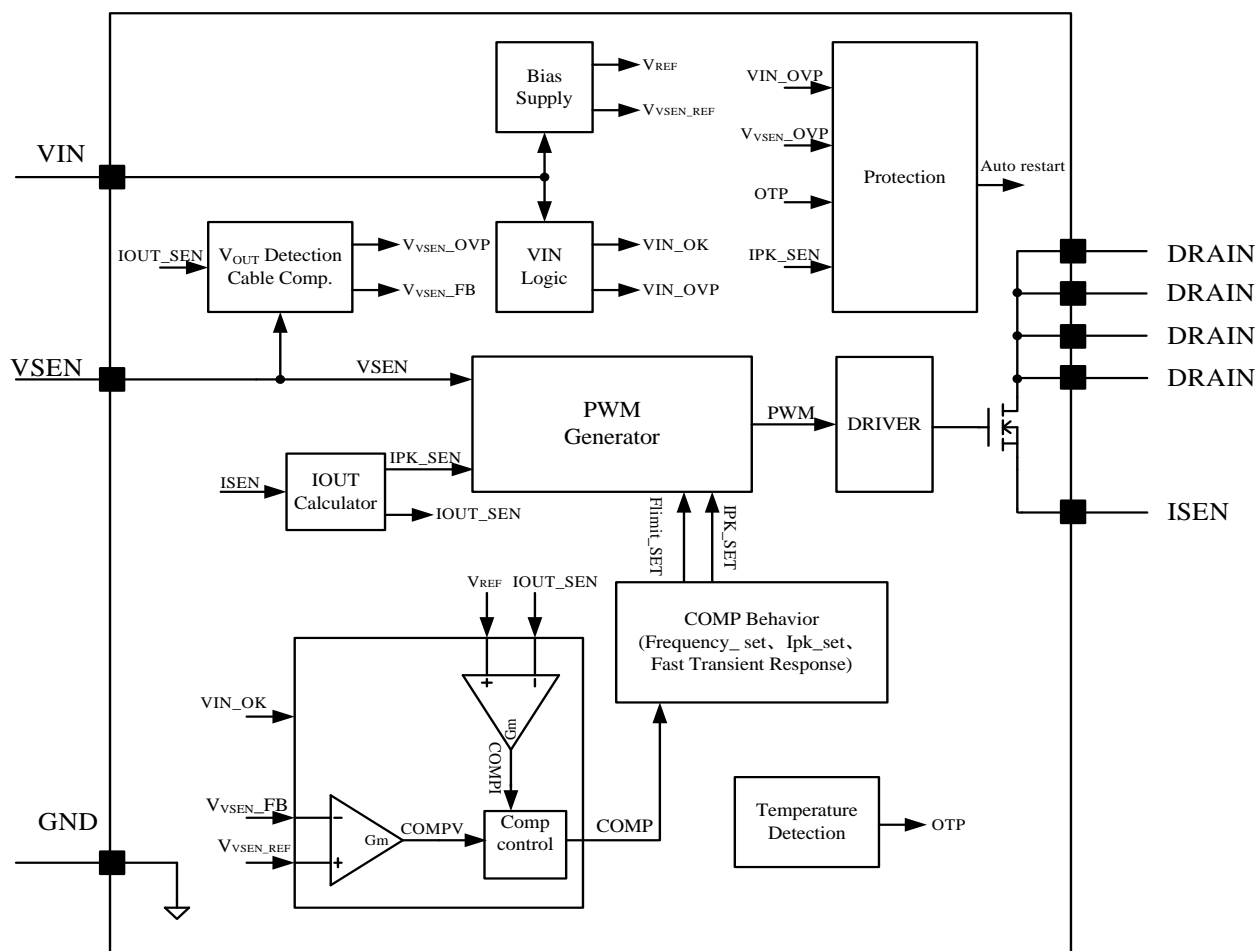 Bias
Supply
VREF
VVSEN_REF
VIN_OVP
VVSEN_OVP
OTP
IPK_SEN
Protection
Auto restart
VIN
IOUT_SEN
VOUT Detection
Cable Comp.
VVSEN_OVP
VVSEN_FB
VIN
Logic
VIN_OK
VIN_OVP
DRAIN
DRAIN
DRAIN
DRAIN
VSEN
VSEN
PWM
Generator
PWM
DRIVER
ISEN
IOUT
Calculator
IPK_SEN
IOUT_SEN
ISEN
Flimit_SET
IPK_SET
VREF
IOUT_SEN
COMP Behavior
(Frequency_ set、Ipk_set、
Fast Transient Response)
VIN_OK
+
−
Gm
COMPI
VVSEN_FB
VVSEN_REF
−
+
Gm
COMPV
Comp
control
COMP
Temperature
Detection
OTP
GND